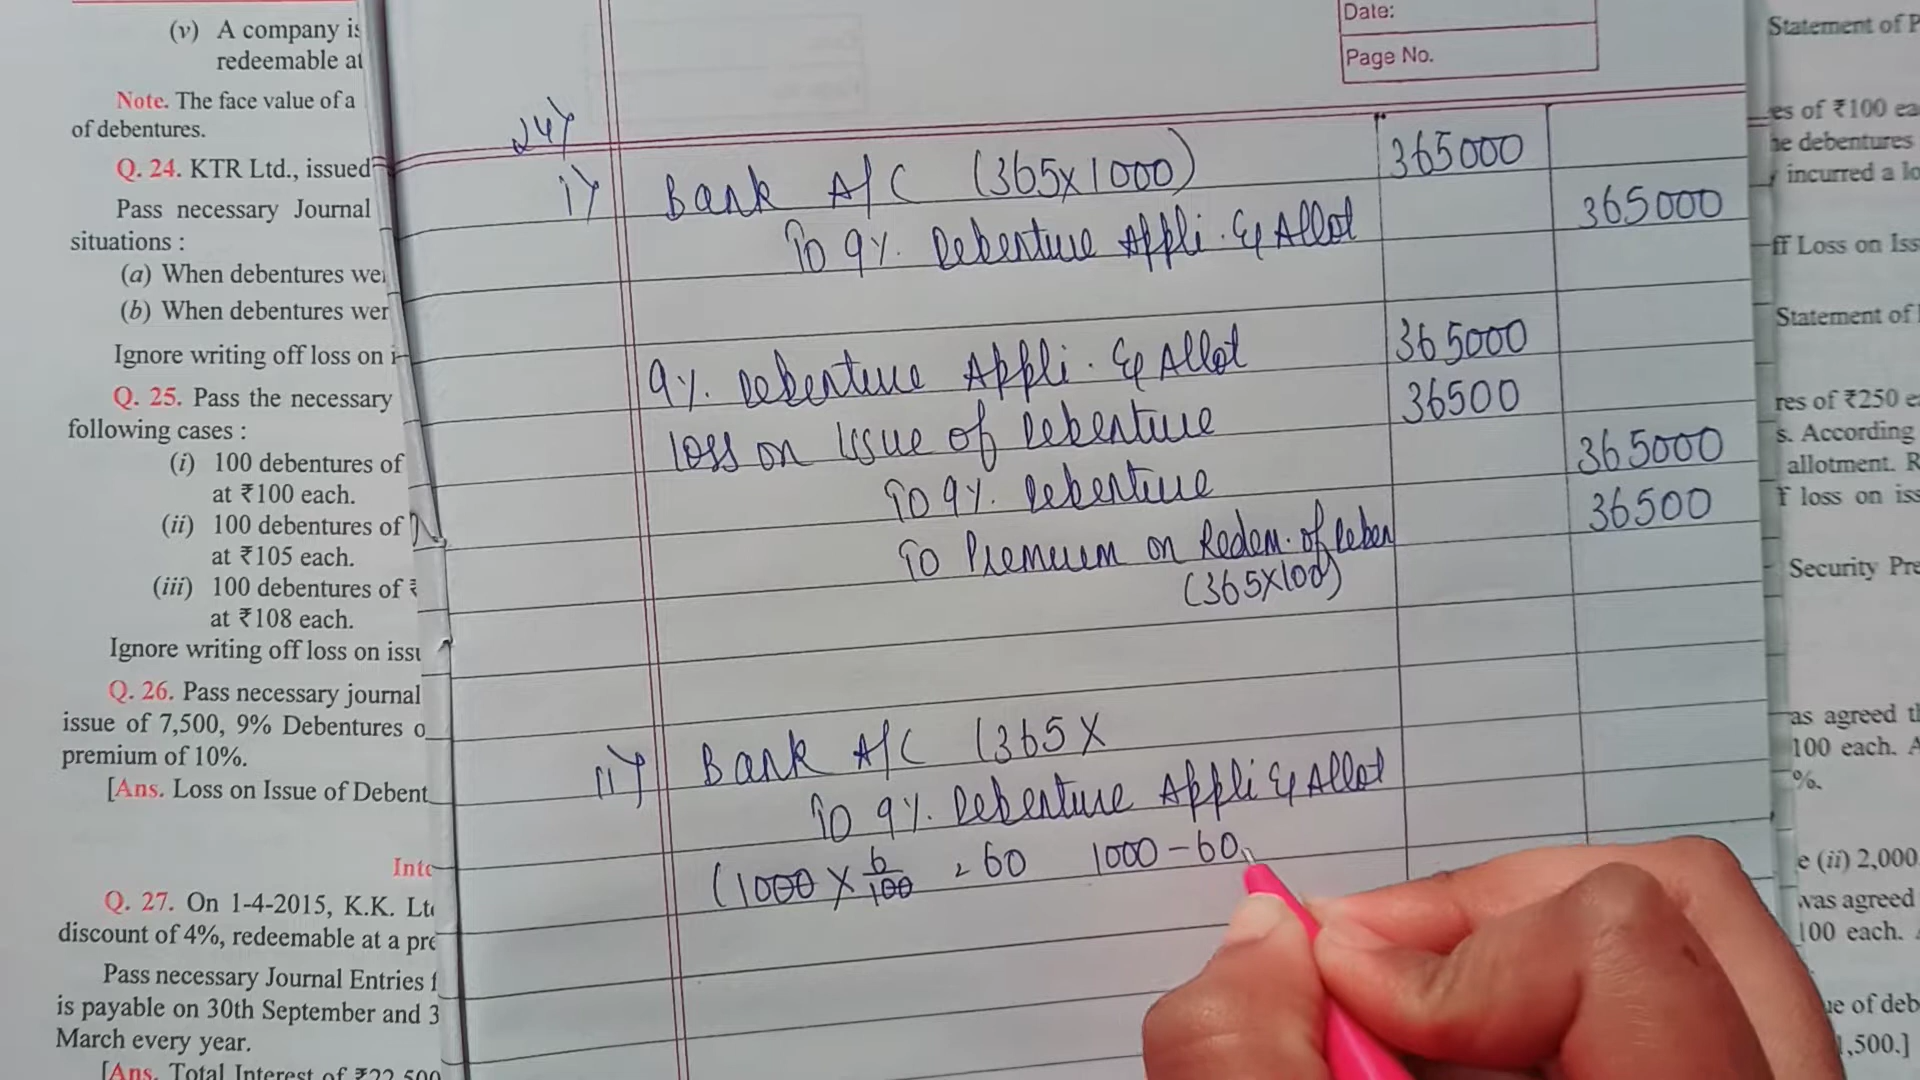 (v) A company is
redeemable at
Note. The face value of a
of debentures.
Q. 24. KTR Ltd., issued
Pass necessary Journal
situations :
(a) When debentures wer
(b) When debentures wer
Ignore writing off loss on i
Q. 25. Pass the necessary
following cases :
(i) 100 debentures of
at ₹100 each.
(ii) 100 debentures of
at ₹105 each.
(iii) 100 debentures of ₹
at ₹108 each.
Ignore writing off loss on issu
Q. 26. Pass necessary journal
issue of 7,500, 9% Debentures o
premium of 10%.
[Ans. Loss on Issue of Debent
Inte
Q. 27. On 1-4-2015, K.K. Lt
discount of 4%, redeemable at a pre
Pass necessary Journal Entries f
is payable on 30th September and 3
March every year.
[Ans. Total Interest of ₹22,500
Date:
Page No.
24)
i) Bank A/C (365x1000) 365000
To 9%. Debenture Appli. & Allot 365000
9%. Debenture Appli. & Allot 365000
Loss on Issue of Debenture 36500
To 9%. Debenture 365000
To Premium on Redem. of Deben 36500
(365x100)
ii) Bank A/C (365 x
To 9%. Debenture Appli & Allot
(1000 x 6/100 = 60 1000 - 60
Statement of P
es of ₹100 ea
he debentures
incurred a lo
ff Loss on Iss
Statement of
res of ₹250 e
s. According
allotment. R
f loss on iss
Security Pre
as agreed th
100 each. A
%.
e (ii) 2,000
was agreed
100 each.
ue of deb
1,500.]